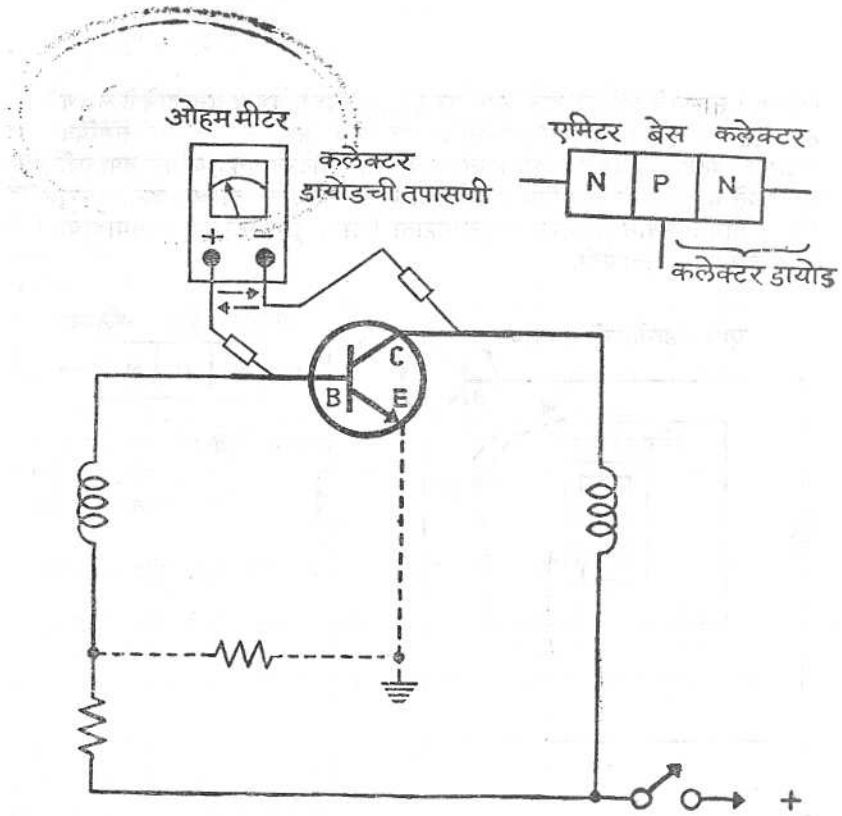 ओहम मीटर
कलेक्टर
डायोडची तपासणी
+ −
एमिटर बेस कलेक्टर
N P N
कलेक्टर डायोड
C
B E
+